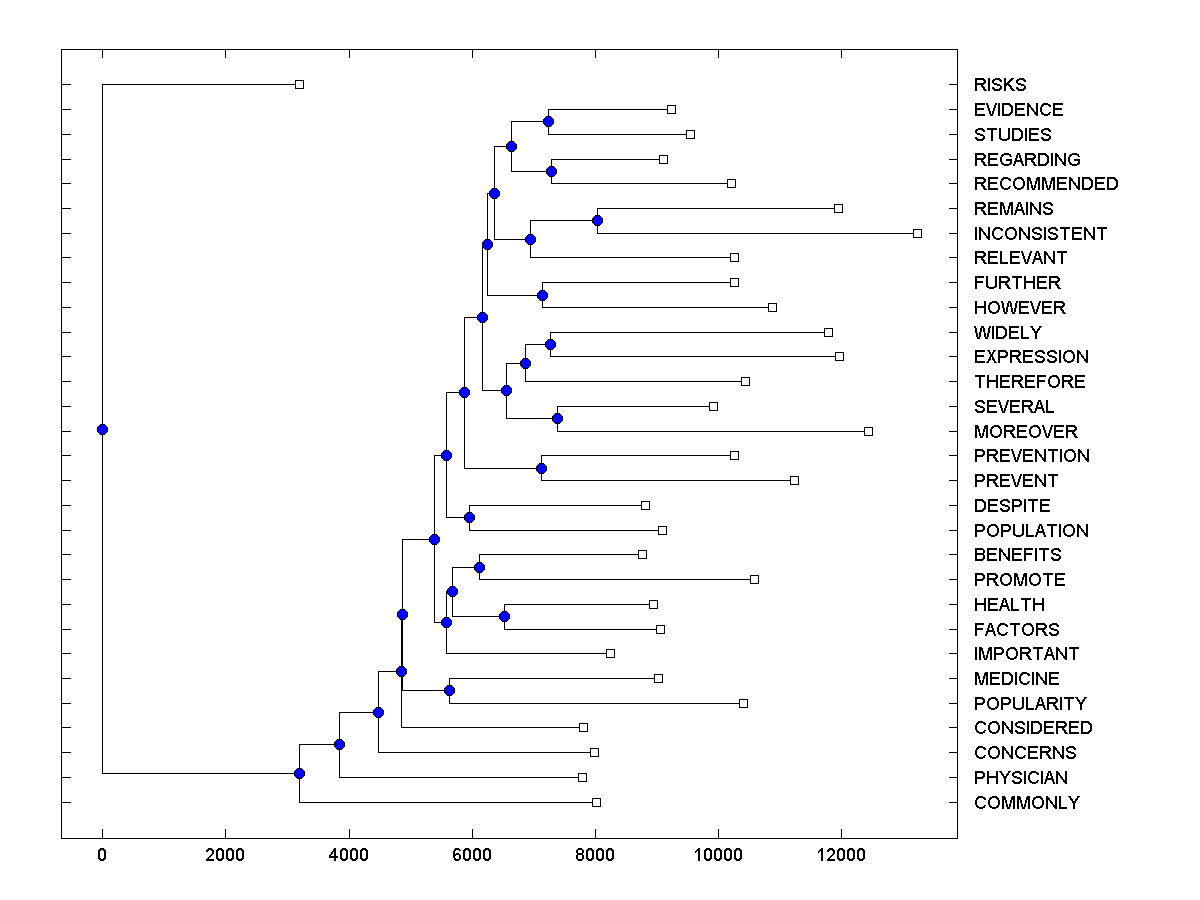 RISKS
EVIDENCE
STUDIES
REGARDING
RECOMMENDED
REMAINS
INCONSISTENT
RELEVANT
FURTHER
HOWEVER
WIDELY
EXPRESSION
THEREFORE
SEVERAL
MOREOVER
PREVENTION
PREVENT
DESPITE
POPULATION
BENEFITS
PROMOTE
HEALTH
FACTORS
IMPORTANT
MEDICINE
POPULARITY
CONSIDERED
CONCERNS
PHYSICIAN
COMMONLY
0 2000 4000 6000 8000 10000 12000